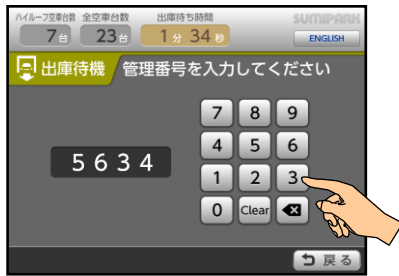 ハイルーフ空車台数 全空車台数 出庫待ち時間 SUMIPARK
7台 23台 1分 34秒 ENGLISH
出庫待機 管理番号を入力してください
7 8 9
4 5 6
5634
1 2 3
0 Clear
戻る